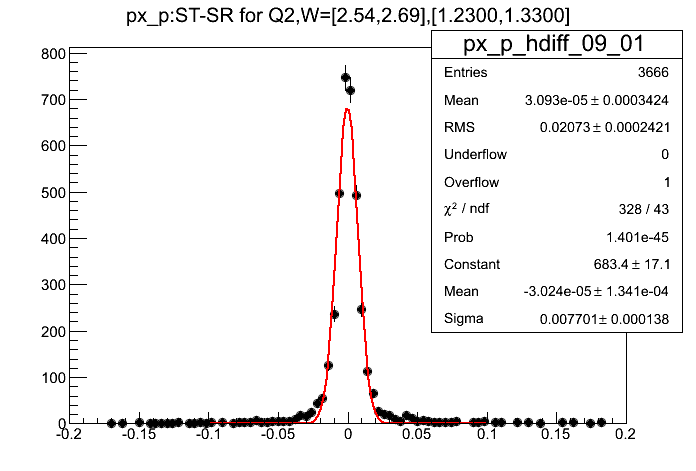 px_p:ST-SR for Q2,W=[2.54,2.69],[1.2300,1.3300]
px_p_hdiff_09_01
Entries 3666
Mean 3.093e-05 ± 0.0003424
RMS 0.02073 ± 0.0002421
Underflow 0
Overflow 1
χ² / ndf 328 / 43
Prob 1.401e-45
Constant 683.4 ± 17.1
Mean -3.024e-05 ± 1.341e-04
Sigma 0.007701 ± 0.000138
800
700
600
500
400
300
200
100
0
-0.2 -0.15 -0.1 -0.05 0 0.05 0.1 0.15 0.2